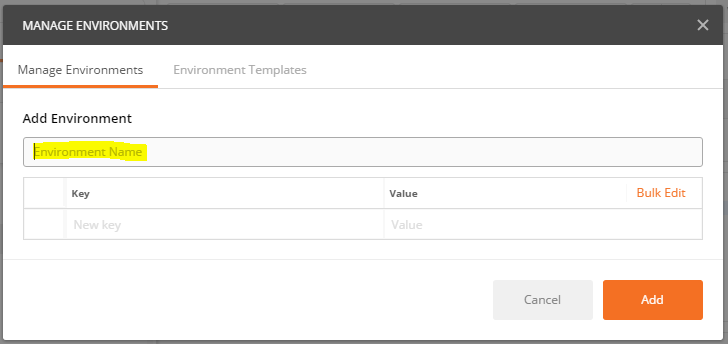 MANAGE ENVIRONMENTS
Manage Environments Environment Templates
Add Environment
Environment Name
Key Value Bulk Edit
New key Value
Cancel Add